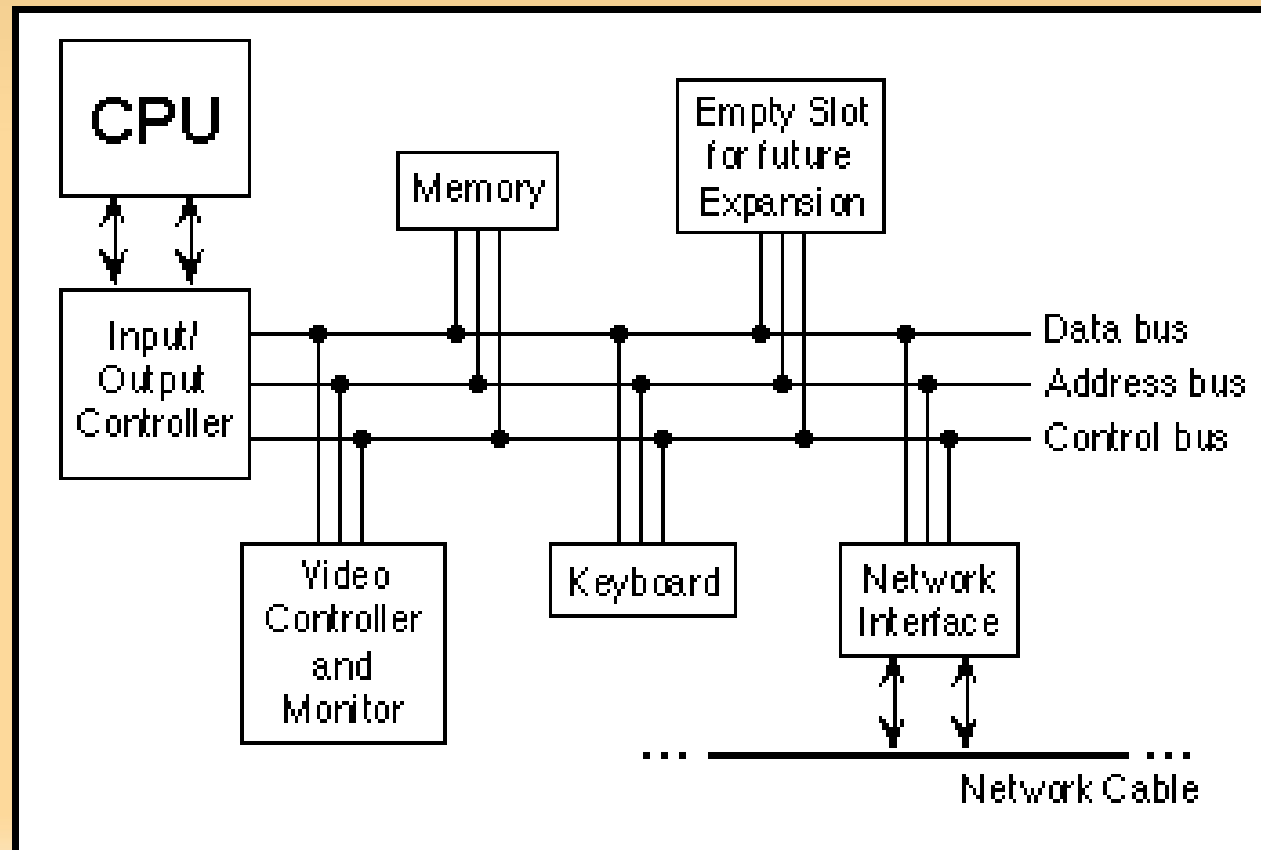 CPU
Memory
Empty Slot
for future
Expansion
Input/
Output
Controller
Data bus
Address bus
Control bus
Video
Controller
and
Monitor
Keyboard
Network
Interface
... ...
Network Cable